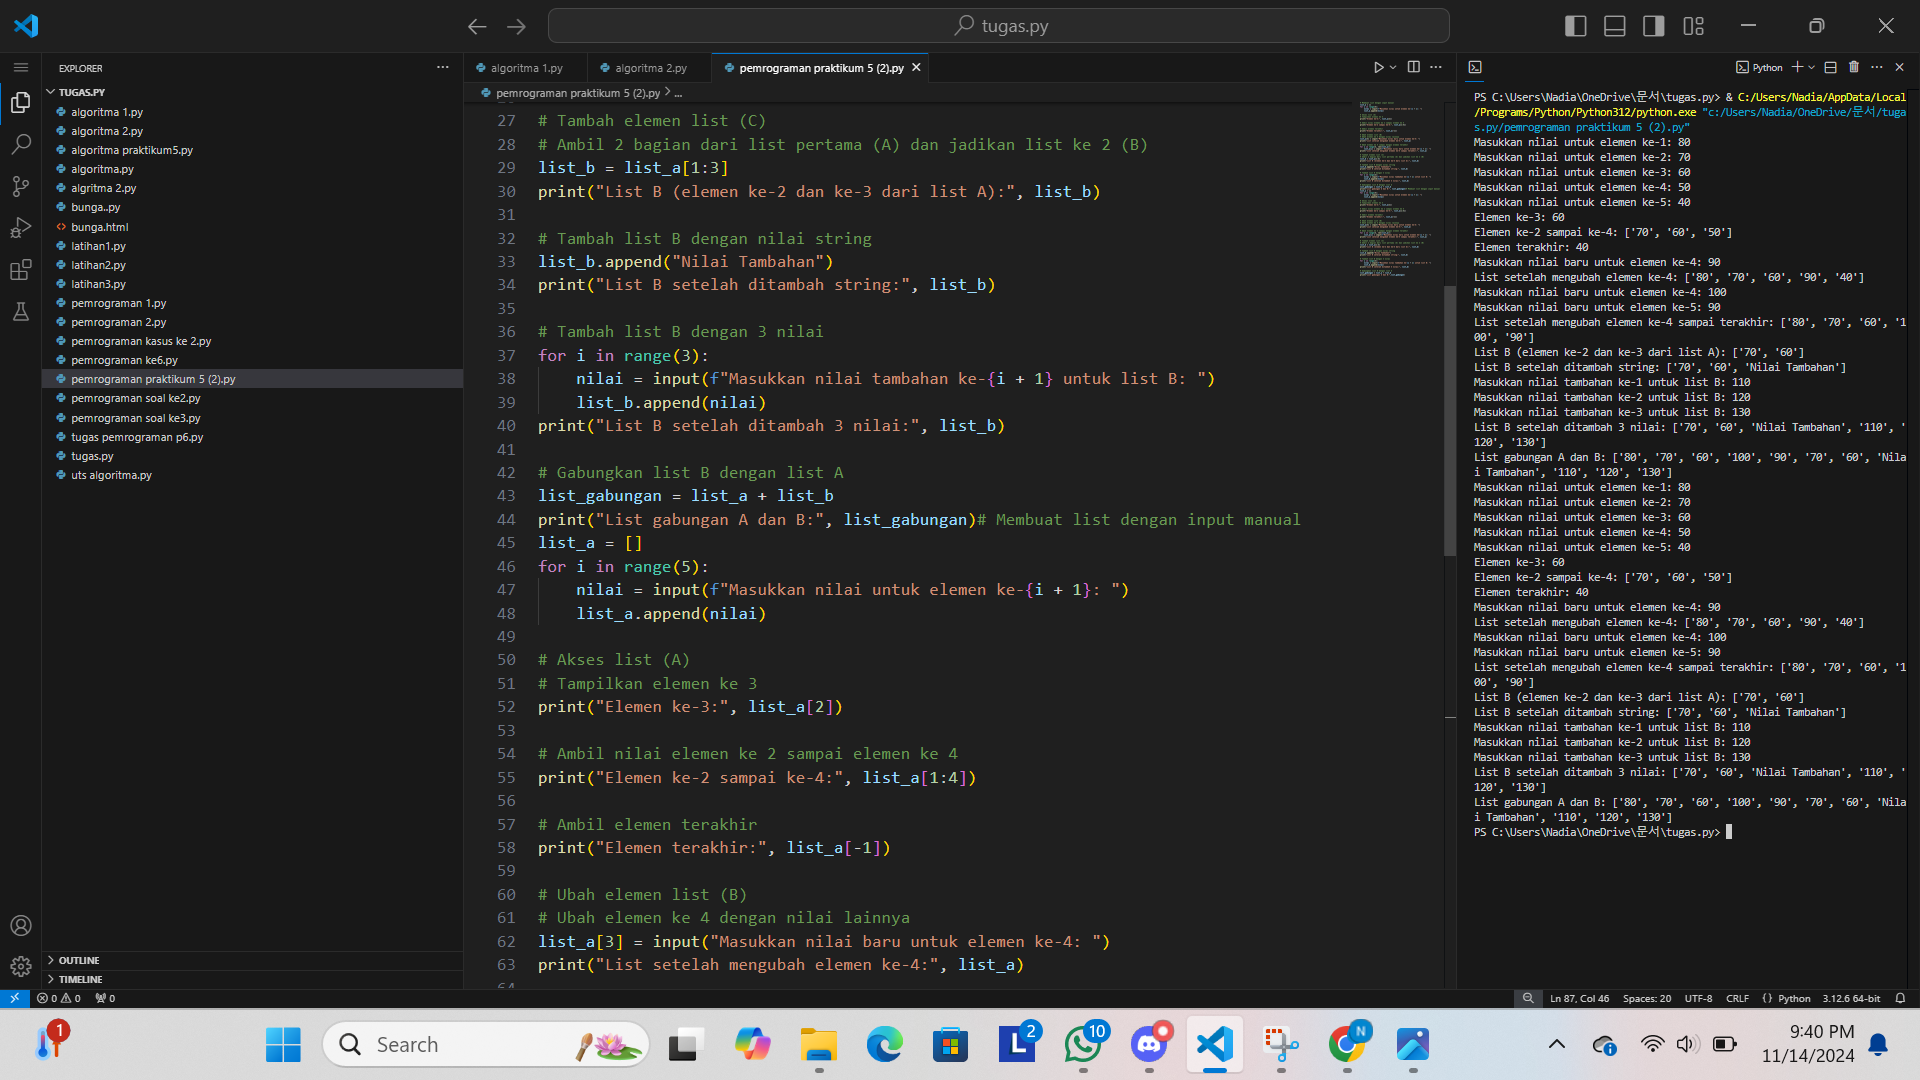 tugas.py
EXPLORER
TUGAS.PY
algoritma 1.py
algoritma 2.py
algoritma praktikum5.py
algoritma.py
algritma 2.py
bunga..py
<> bunga.html
latihan1.py
latihan2.py
latihan3.py
pemrograman 1.py
pemrograman 2.py
pemrograman kasus ke 2.py
pemrograman ke6.py
pemrograman praktikum 5 (2).py
pemrograman soal ke2.py
pemrograman soal ke3.py
tugas pemrograman p6.py
tugas.py
uts algoritma.py
OUTLINE
TIMELINE
algoritma 1.py
algoritma 2.py
pemrograman praktikum 5 (2).py
pemrograman praktikum 5 (2).py > ...
27 # Tambah elemen list (C)
28 # Ambil 2 bagian dari list pertama (A) dan jadikan list ke 2 (B)
29 list_b = list_a[1:3]
30 print("List B (elemen ke-2 dan ke-3 dari list A):", list_b)
31
32 # Tambah list B dengan nilai string
33 list_b.append("Nilai Tambahan")
34 print("List B setelah ditambah string:", list_b)
35
36 # Tambah list B dengan 3 nilai
37 for i in range(3):
38     nilai = input(f"Masukkan nilai tambahan ke-{i + 1} untuk list B: ")
39     list_b.append(nilai)
40 print("List B setelah ditambah 3 nilai:", list_b)
41
42 # Gabungkan list B dengan list A
43 list_gabungan = list_a + list_b
44 print("List gabungan A dan B:", list_gabungan)# Membuat list dengan input manual
45 list_a = []
46 for i in range(5):
47     nilai = input(f"Masukkan nilai untuk elemen ke-{i + 1}: ")
48     list_a.append(nilai)
49
50 # Akses list (A)
51 # Tampilkan elemen ke 3
52 print("Elemen ke-3:", list_a[2])
53
54 # Ambil nilai elemen ke 2 sampai elemen ke 4
55 print("Elemen ke-2 sampai ke-4:", list_a[1:4])
56
57 # Ambil elemen terakhir
58 print("Elemen terakhir:", list_a[-1])
59
60 # Ubah elemen list (B)
61 # Ubah elemen ke 4 dengan nilai lainnya
62 list_a[3] = input("Masukkan nilai baru untuk elemen ke-4: ")
63 print("List setelah mengubah elemen ke-4:", list_a)
Python
PS C:\Users\Nadia\OneDrive\문서\tugas.py> & C:/Users/Nadia/AppData/Local
/Programs/Python/Python312/python.exe "c:/Users/Nadia/OneDrive/문서/tuga
s.py/pemrograman praktikum 5 (2).py"
Masukkan nilai untuk elemen ke-1: 80
Masukkan nilai untuk elemen ke-2: 70
Masukkan nilai untuk elemen ke-3: 60
Masukkan nilai untuk elemen ke-4: 50
Masukkan nilai untuk elemen ke-5: 40
Elemen ke-3: 60
Elemen ke-2 sampai ke-4: ['70', '60', '50']
Elemen terakhir: 40
Masukkan nilai baru untuk elemen ke-4: 90
List setelah mengubah elemen ke-4: ['80', '70', '60', '90', '40']
Masukkan nilai baru untuk elemen ke-4: 100
Masukkan nilai baru untuk elemen ke-5: 90
List setelah mengubah elemen ke-4 sampai terakhir: ['80', '70', '60', '1
00', '90']
List B (elemen ke-2 dan ke-3 dari list A): ['70', '60']
List B setelah ditambah string: ['70', '60', 'Nilai Tambahan']
Masukkan nilai tambahan ke-1 untuk list B: 110
Masukkan nilai tambahan ke-2 untuk list B: 120
Masukkan nilai tambahan ke-3 untuk list B: 130
List B setelah ditambah 3 nilai: ['70', '60', 'Nilai Tambahan', '110', '
120', '130']
List gabungan A dan B: ['80', '70', '60', '100', '90', '70', '60', 'Nila
i Tambahan', '110', '120', '130']
Masukkan nilai untuk elemen ke-1: 80
Masukkan nilai untuk elemen ke-2: 70
Masukkan nilai untuk elemen ke-3: 60
Masukkan nilai untuk elemen ke-4: 50
Masukkan nilai untuk elemen ke-5: 40
Elemen ke-3: 60
Elemen ke-2 sampai ke-4: ['70', '60', '50']
Elemen terakhir: 40
Masukkan nilai baru untuk elemen ke-4: 90
List setelah mengubah elemen ke-4: ['80', '70', '60', '90', '40']
Masukkan nilai baru untuk elemen ke-4: 100
Masukkan nilai baru untuk elemen ke-5: 90
List setelah mengubah elemen ke-4 sampai terakhir: ['80', '70', '60', '1
00', '90']
List B (elemen ke-2 dan ke-3 dari list A): ['70', '60']
List B setelah ditambah string: ['70', '60', 'Nilai Tambahan']
Masukkan nilai tambahan ke-1 untuk list B: 110
Masukkan nilai tambahan ke-2 untuk list B: 120
Masukkan nilai tambahan ke-3 untuk list B: 130
List B setelah ditambah 3 nilai: ['70', '60', 'Nilai Tambahan', '110', '
120', '130']
List gabungan A dan B: ['80', '70', '60', '100', '90', '70', '60', 'Nila
i Tambahan', '110', '120', '130']
PS C:\Users\Nadia\OneDrive\문서\tugas.py>
0 0 0
Ln 87, Col 46 Spaces: 20 UTF-8 CRLF {} Python 3.12.6 64-bit
1
Search
2
10
N
9:40 PM
11/14/2024